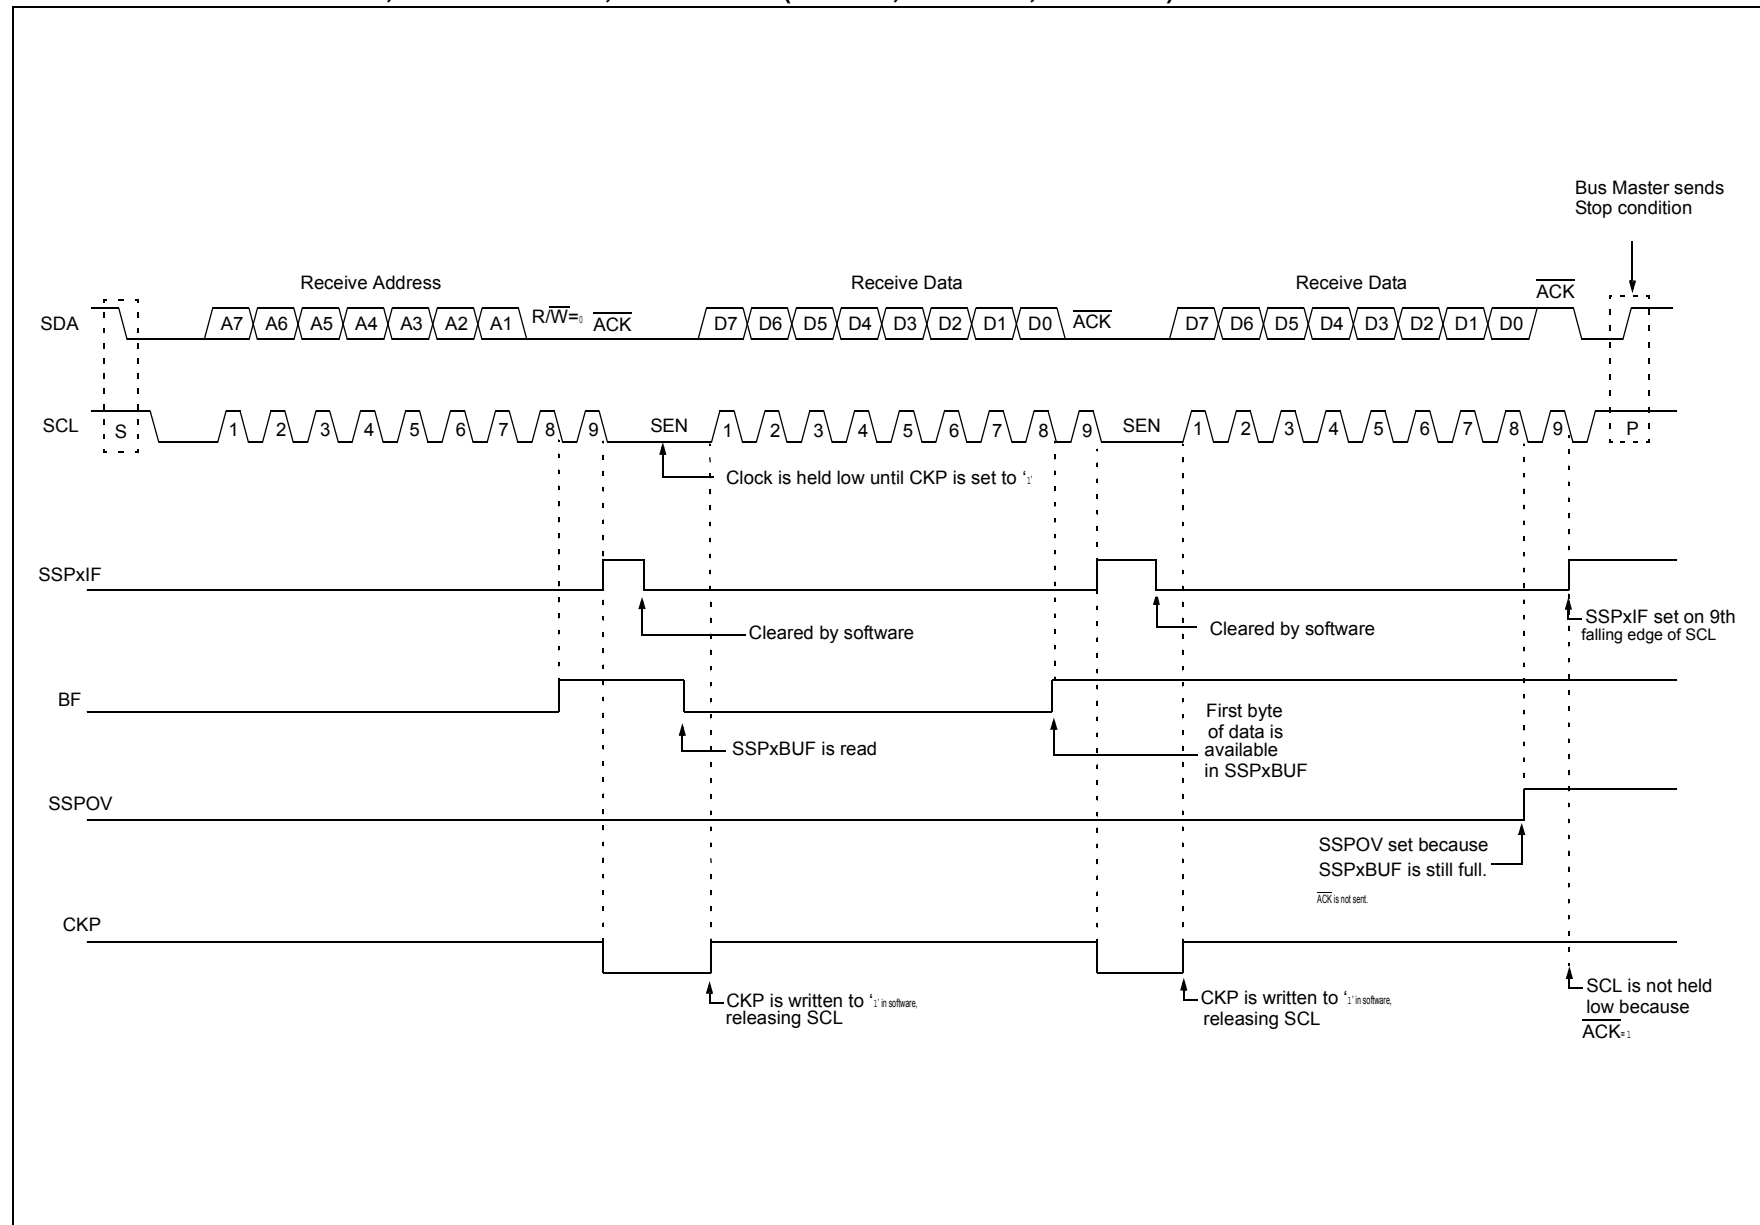 Bus Master sends
Stop condition
Receive Address
Receive Data
Receive Data
ACK
SDA
A7 A6 A5 A4 A3 A2 A1 R/W=0 ACK
D7 D6 D5 D4 D3 D2 D1 D0 ACK
D7 D6 D5 D4 D3 D2 D1 D0
SCL
S
1 2 3 4 5 6 7 8 9 SEN
1 2 3 4 5 6 7 8 9 SEN
1 2 3 4 5 6 7 8 9 P
Clock is held low until CKP is set to ‘1’
SSPxIF
Cleared by software
Cleared by software
SSPxIF set on 9th
falling edge of SCL
BF
SSPxBUF is read
First byte
of data is
available
in SSPxBUF
SSPOV
SSPOV set because
SSPxBUF is still full.
ACK is not sent.
CKP
CKP is written to ‘1’ in software,
releasing SCL
CKP is written to ‘1’ in software,
releasing SCL
SCL is not held
low because
ACK=1